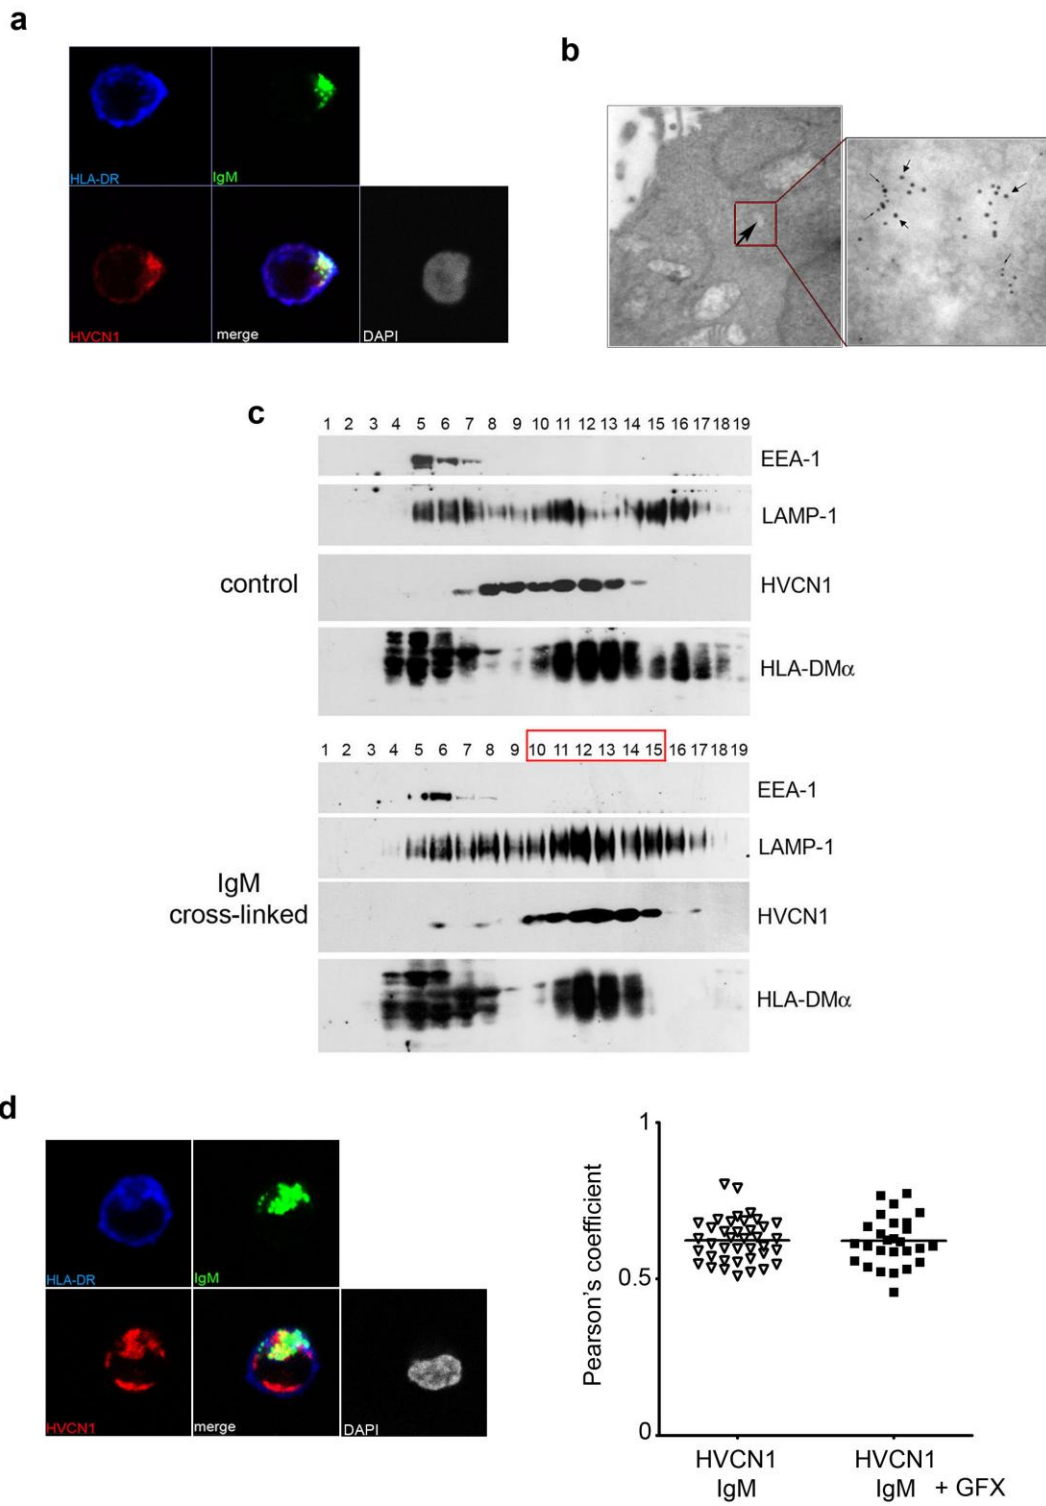 a
HLA-DR
IgM
HVCN1
merge
DAPI
b
c
1 2 3 4 5 6 7 8 9 10 11 12 13 14 15 16 17 18 19
EEA-1
LAMP-1
control
HVCN1
HLA-DMα
1 2 3 4 5 6 7 8 9 10 11 12 13 14 15 16 17 18 19
EEA-1
LAMP-1
IgM
cross-linked
HVCN1
HLA-DMα
d
HLA-DR
IgM
HVCN1
merge
DAPI
Pearson's coefficient
1
0.5
0
HVCN1
IgM
HVCN1
IgM + GFX